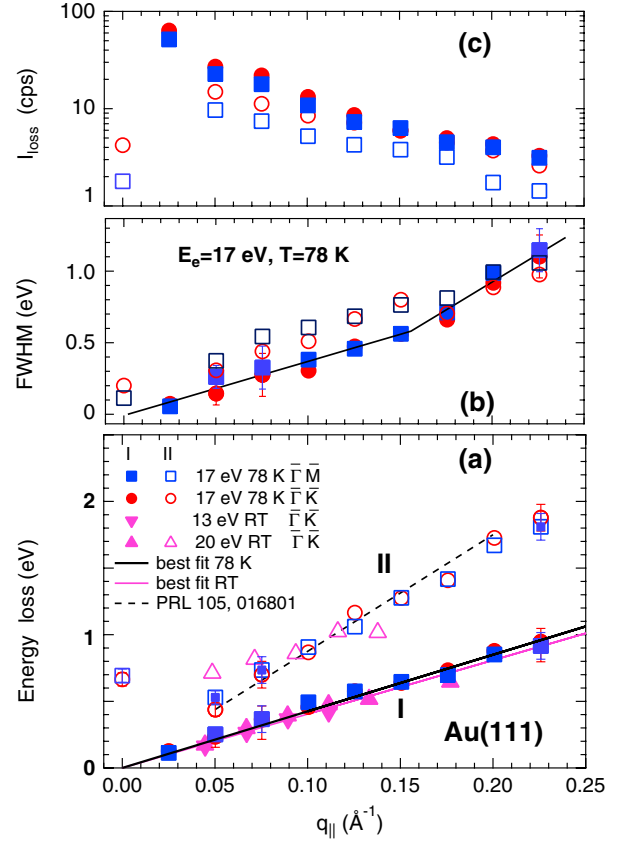 100
10
1
I_loss (cps)
(c)
1.0
0.5
0
FWHM (eV)
E_e=17 eV, T=78 K
(b)
2
1
0
Energy loss (eV)
(a)
I II
17 eV 78 K Γ̄ M̄
17 eV 78 K Γ̄ K̄
13 eV RT Γ̄ K̄
20 eV RT Γ̄ K̄
best fit 78 K
best fit RT
PRL 105, 016801
II
I
Au(111)
0.00 0.05 0.10 0.15 0.20 0.25
q_|| (Å⁻¹)